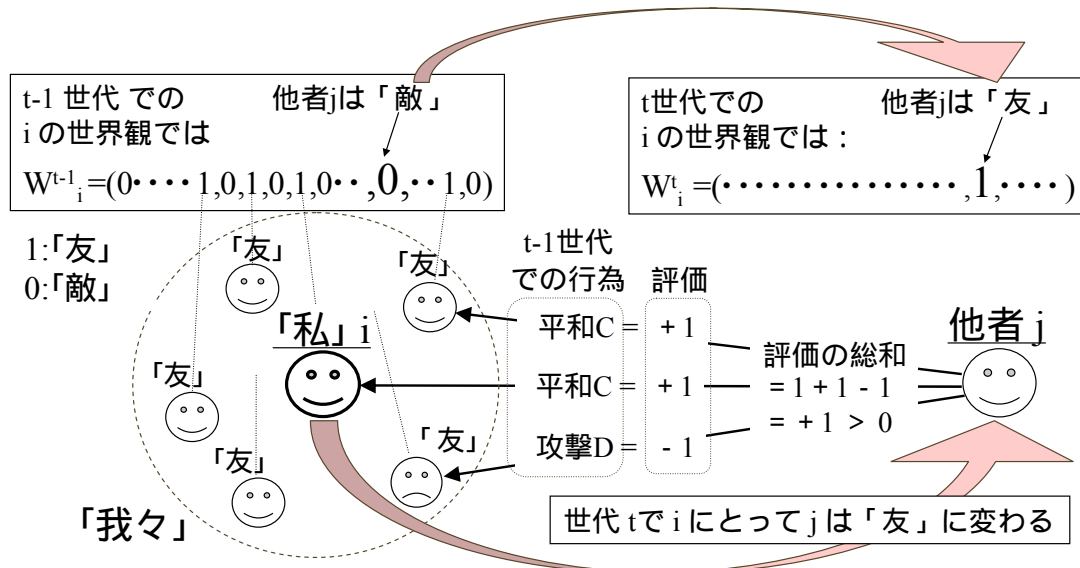 t-1 世代 での 他者jは「敵」
i の世界観では
W^t-1_i =(0････1,0,1,0,1,0･･,0,･･1,0)
t世代での 他者jは「友」
i の世界観では：
W^t_i =(････････････････,1,････)
1:「友」
0:「敵」
「友」
「友」
「私」i
「友」
「友」
「友」
「我々」
t-1世代
での行為
評価
平和C = +1
平和C = +1
攻撃D = -1
評価の総和
=1+1-1
=+1 > 0
他者 j
世代 tで i にとって j は「友」に変わる